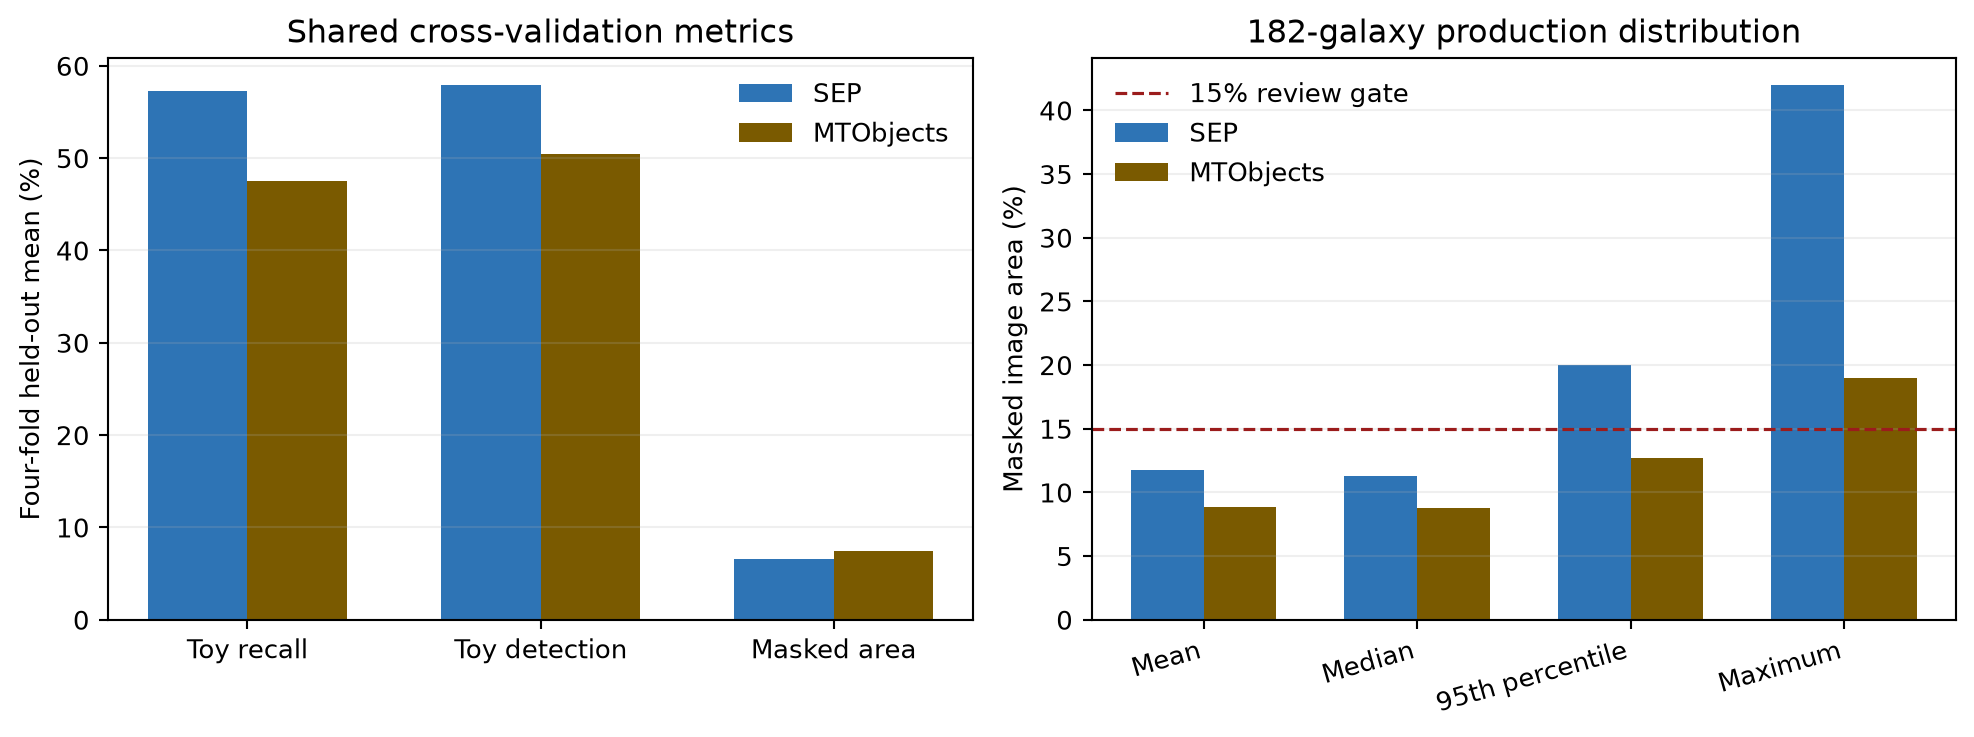 Shared cross-validation metrics
Four-fold held-out mean (%)
60
50
40
30
20
10
0
SEP
MTObjects
Toy recall
Toy detection
Masked area
182-galaxy production distribution
Masked image area (%)
40
35
30
25
20
15
10
5
0
15% review gate
SEP
MTObjects
Mean
Median
95th percentile
Maximum